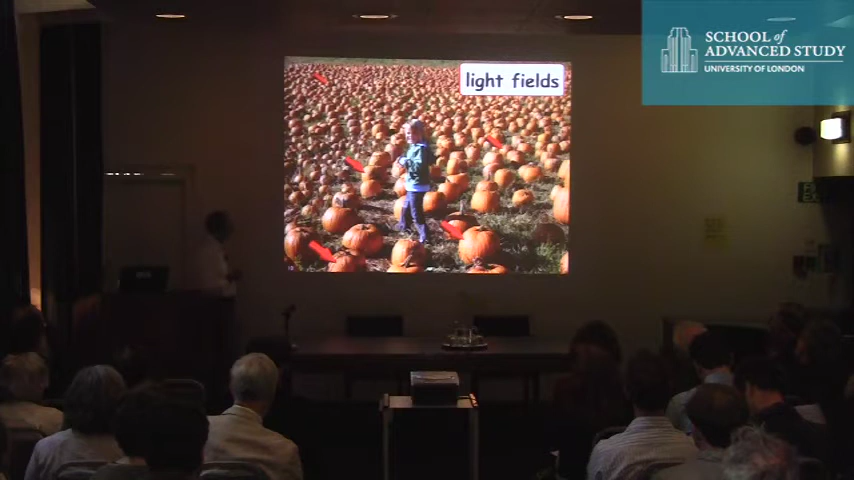 SCHOOL of
ADVANCED STUDY
UNIVERSITY OF LONDON
light fields